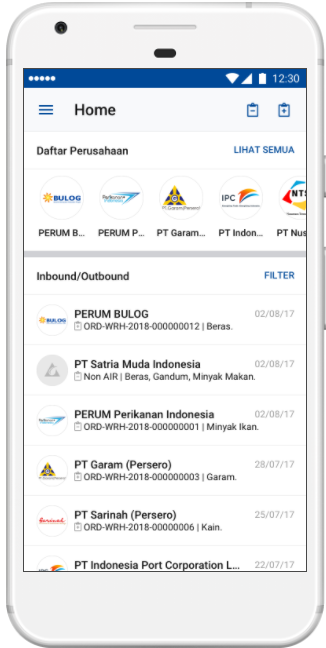 12:30
Home
Daftar Perusahaan
LIHAT SEMUA
BULOG
Perikanan
PT.Garam(Persero)
IPC
NTS
PERUM B...
PERUM P...
PT Garam...
PT Indon...
PT Nus
Inbound/Outbound
FILTER
BULOG
PERUM BULOG
02/08/17
ORD-WRH-2018-000000012 | Beras.
PT Satria Muda Indonesia
02/08/17
Non AIR | Beras, Gandum, Minyak Makan.
PERUM Perikanan Indonesia
02/08/17
ORD-WRH-2018-000000001 | Minyak Ikan.
PT Garam (Persero)
28/07/17
ORD-WRH-2018-000000003 | Garam.
Sarinah
PT Sarinah (Persero)
25/07/17
ORD-WRH-2018-00000006 | Kain.
PT Indonesia Port Corporation L...
22/07/17